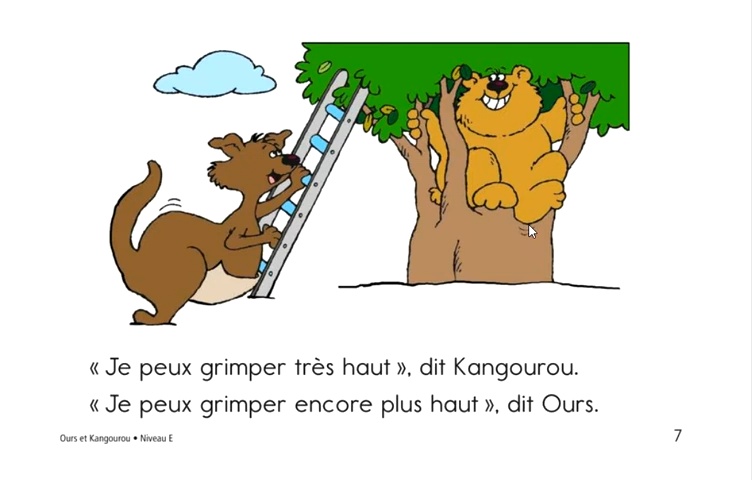 « Je peux grimper très haut », dit Kangourou.
« Je peux grimper encore plus haut », dit Ours.
Ours et Kangourou • Niveau E
7